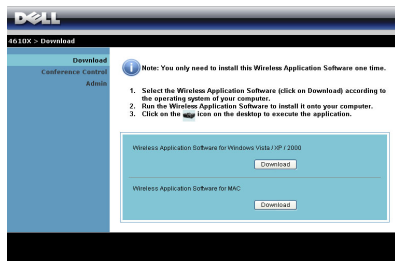 DELL
4610X > Download
Download
Conference Control
Admin
Note: You only need to install this Wireless Application Software one time.
1. Select the Wireless Application Software (click on Download) according to
the operating system of your computer.
2. Run the Wireless Application Software to install it onto your computer.
3. Click on the icon on the desktop to execute the application.
Wireless Application Software for Windows Vista / XP / 2000
Download
Wireless Application Software for MAC
Download